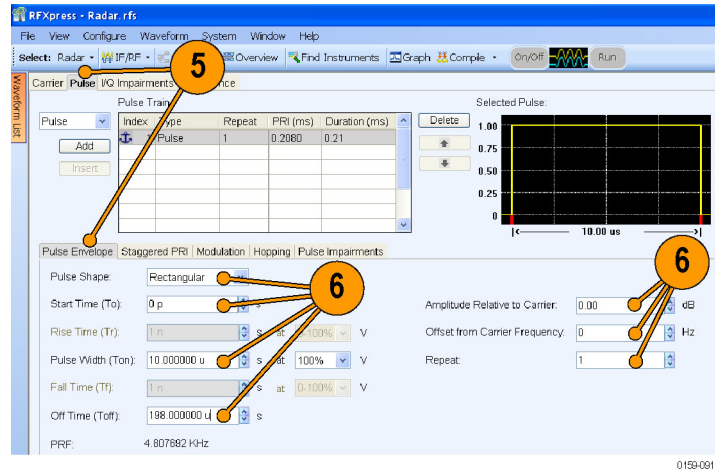 RFXpress - Radar.rfs
File View Configure Waveform System Window Help
Select: Radar IF/RF Overview Find Instruments Graph Compile On/Off Run
5
Waveform List
Carrier Pulse I/Q Impairments
Pulse Train
Selected Pulse:
Pulse
Index Type Repeat PRI (ms) Duration (ms)
Delete
1 Pulse 1 0.2080 0.21
Add
Insert
1.00
0.75
0.50
0.25
0
10.00 us
Pulse Envelope Staggered PRI Modulation Hopping Pulse Impairments
6
6
Pulse Shape: Rectangular
Start Time (To): 0 p s
Amplitude Relative to Carrier: 0.00 dB
Rise Time (Tr): 1 n s at 0-100% V
Offset from Carrier Frequency: 0 Hz
Pulse Width (Ton): 10.000000 u s at 100% V
Repeat: 1
Fall Time (Tf): 1 n s at 0-100% V
Off Time (Toff): 198.000000 u s
PRF: 4.807692 KHz
0159-091